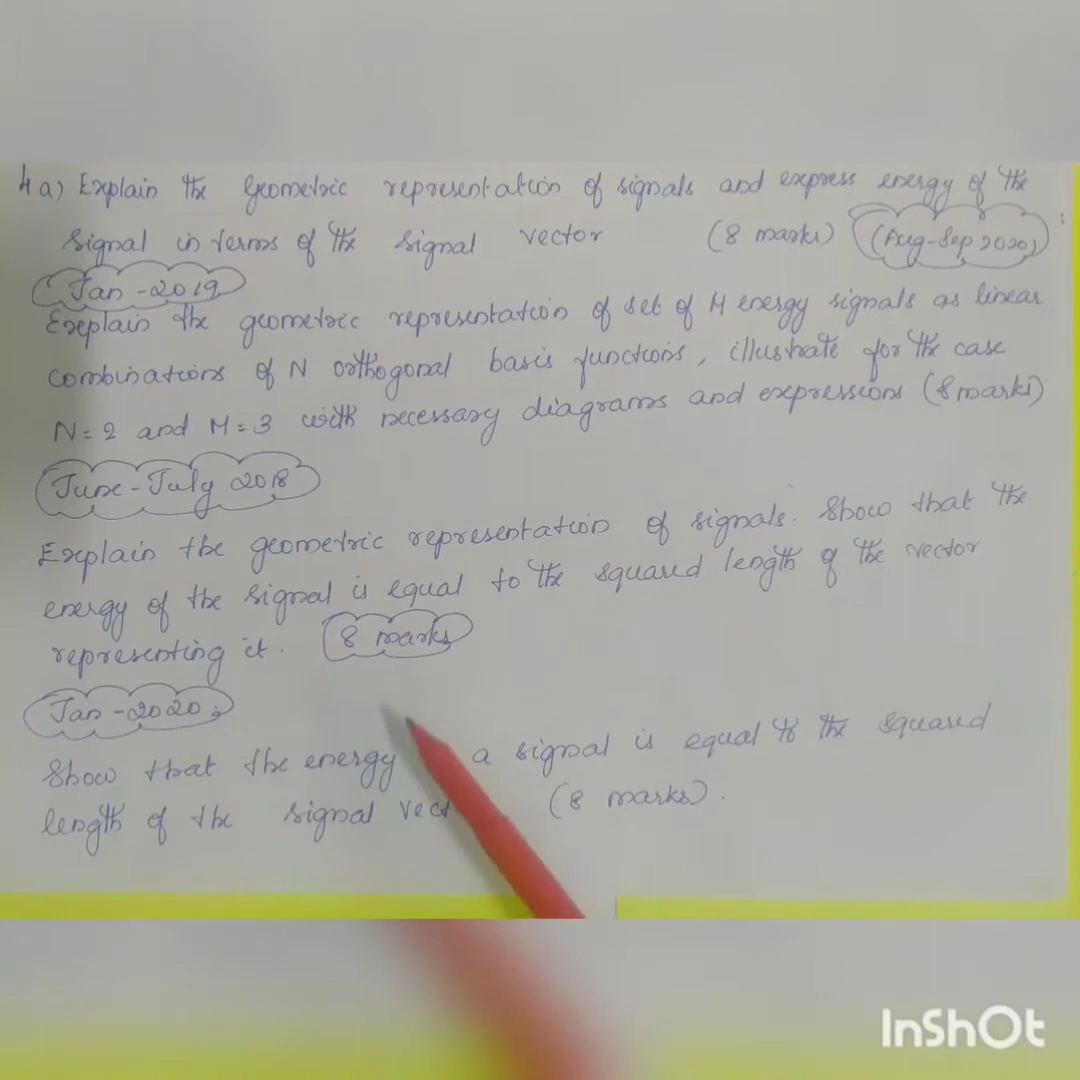 4 a) Explain the Geometric representation of signals and express energy of the
signal in terms of the signal vector (8 marks) (Aug-Sep 2020)
Jan - 2019
Explain the geometric representation of set of M energy signals as linear
combinations of N orthogonal basis functions, illustrate for the case
N = 2 and M = 3 with necessary diagrams and expressions (8 marks)
June - July 2018
Explain the geometric representation of signals. Show that the
energy of the signal is equal to the squared length of the vector
representing it. 8 marks
Jan - 2020:
Show that the energy a signal is equal to the squared
length of the signal vect (8 marks).
InShOt